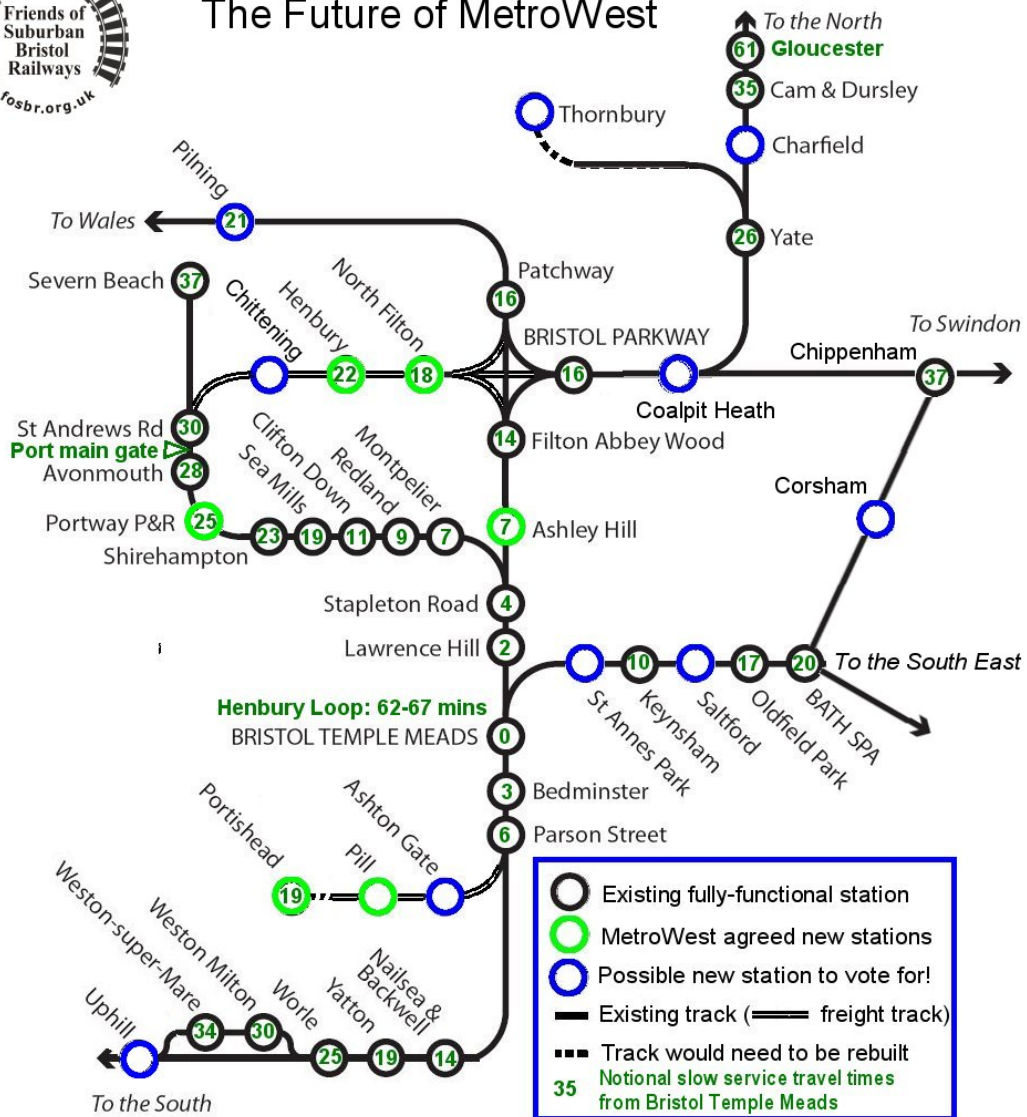 The Future of MetroWest
Friends of
Suburban
Bristol
Railways
fosbr.org.uk
To the North
61 Gloucester
35 Cam & Dursley
Thornbury
Charfield
Pilning
To Wales
21
26 Yate
Severn Beach 37
Patchway
16
Chittening
Henbury
North Filton
BRISTOL PARKWAY
To Swindon
Chippenham
22
18
16
37
Coalpit Heath
St Andrews Rd 30
Port main gate
Avonmouth 28
14 Filton Abbey Wood
Clifton Down
Sea Mills
Redland
Montpelier
Corsham
Portway P&R 25
Shirehampton
23
19
11
9
7
7 Ashley Hill
Stapleton Road 4
Lawrence Hill 2
i
10
17
20
To the South East
St Annes Park
Keynsham
Saltford
Oldfield Park
BATH SPA
Henbury Loop: 62-67 mins
BRISTOL TEMPLE MEADS 0
3 Bedminster
6 Parson Street
Portishead
Pill
Ashton Gate
19
Uphill
Weston-super-Mare
Weston Milton
Worle
Yatton
Nailsea &
Backwell
34
30
25
19
14
To the South
Existing fully-functional station
MetroWest agreed new stations
Possible new station to vote for!
Existing track ( freight track)
Track would need to be rebuilt
35 Notional slow service travel times
from Bristol Temple Meads